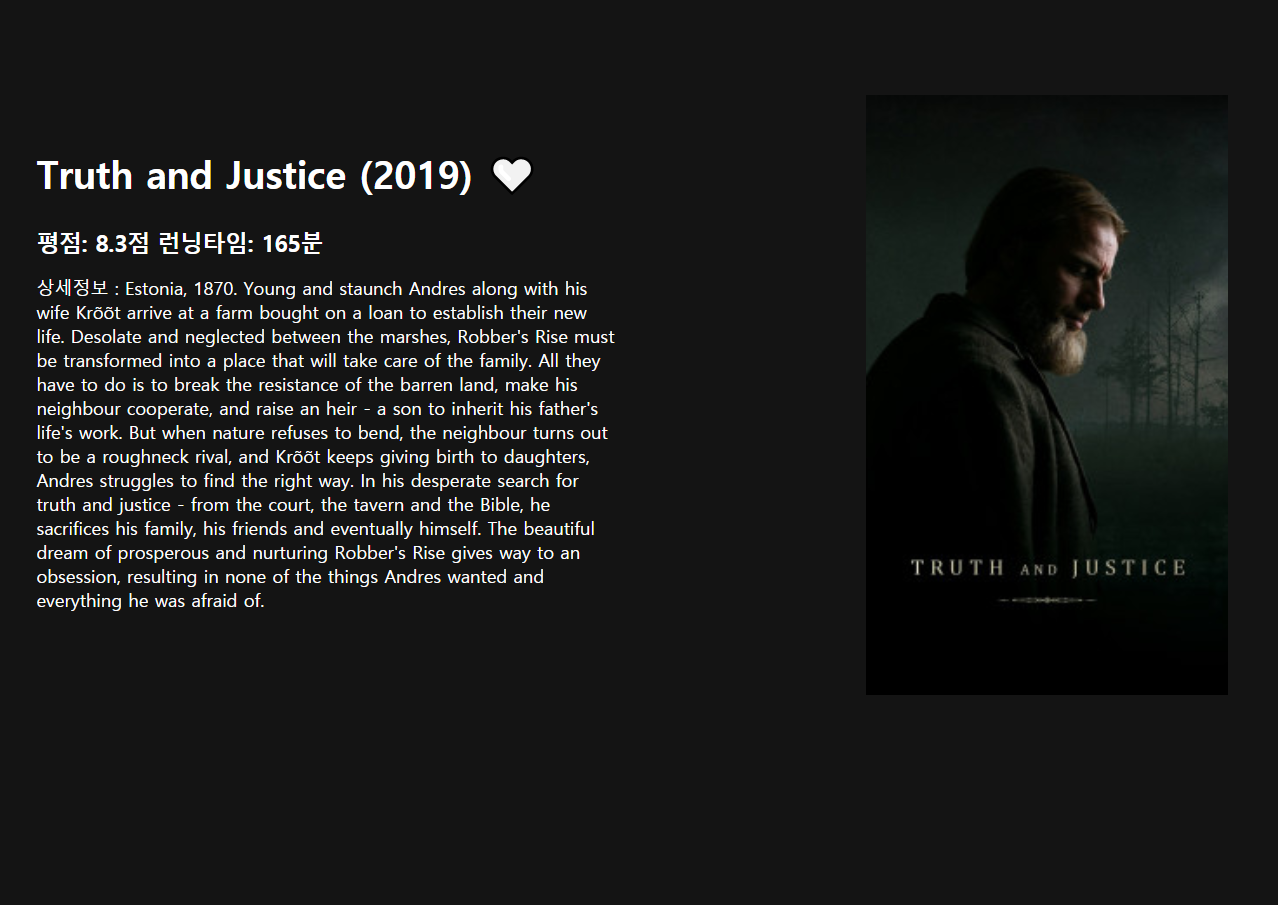 Truth and Justice (2019) 🤍
평점: 8.3점 런닝타임: 165분
상세정보 : Estonia, 1870. Young and staunch Andres along with his
wife Krõõt arrive at a farm bought on a loan to establish their new
life. Desolate and neglected between the marshes, Robber's Rise must
be transformed into a place that will take care of the family. All they
have to do is to break the resistance of the barren land, make his
neighbour cooperate, and raise an heir - a son to inherit his father's
life's work. But when nature refuses to bend, the neighbour turns out
to be a roughneck rival, and Krõõt keeps giving birth to daughters,
Andres struggles to find the right way. In his desperate search for
truth and justice - from the court, the tavern and the Bible, he
sacrifices his family, his friends and eventually himself. The beautiful
dream of prosperous and nurturing Robber's Rise gives way to an
obsession, resulting in none of the things Andres wanted and
everything he was afraid of.
TRUTH AND JUSTICE